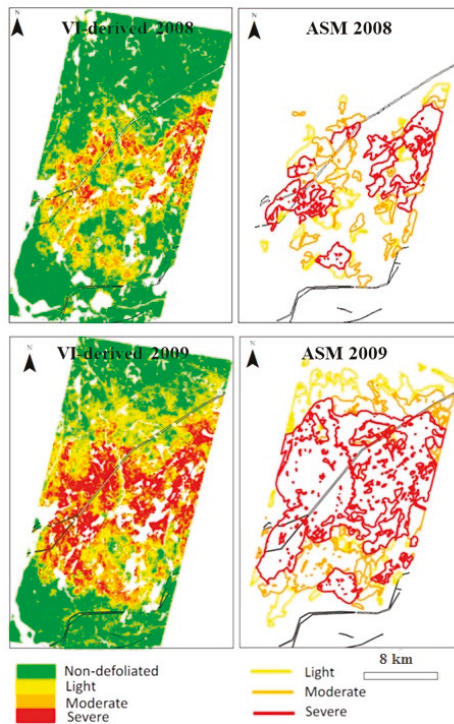 VI-derived 2008
ASM 2008
N
N
VI-derived 2009
ASM 2009
N
N
Non-defoliated
Light
Moderate
Severe
Light
Moderate
Severe
8 km